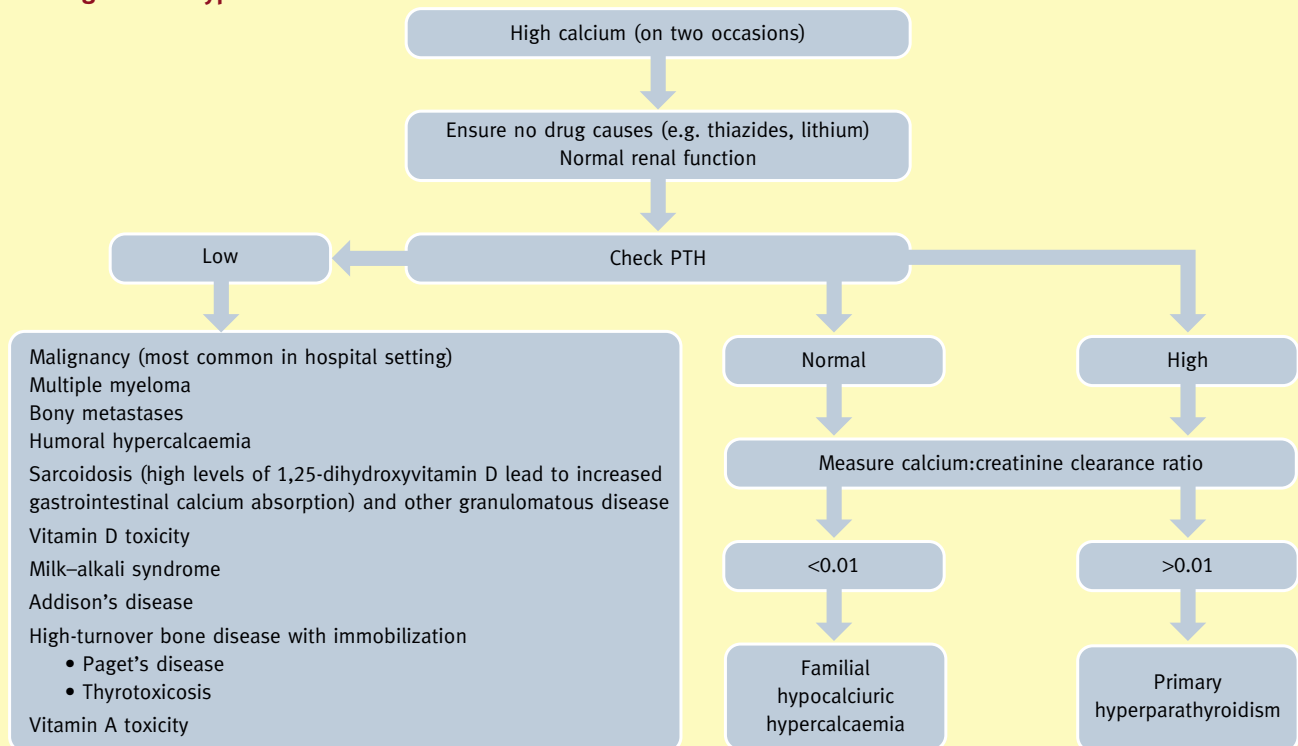 High calcium (on two occasions)
Ensure no drug causes (e.g. thiazides, lithium)
Normal renal function
Low
Check PTH
Malignancy (most common in hospital setting)
Multiple myeloma
Bony metastases
Humoral hypercalcaemia
Sarcoidosis (high levels of 1,25-dihydroxyvitamin D lead to increased
gastrointestinal calcium absorption) and other granulomatous disease
Vitamin D toxicity
Milk–alkali syndrome
Addison's disease
High-turnover bone disease with immobilization
• Paget's disease
• Thyrotoxicosis
Vitamin A toxicity
Normal
High
Measure calcium:creatinine clearance ratio
<0.01
>0.01
Familial
hypocalciuric
hypercalcaemia
Primary
hyperparathyroidism